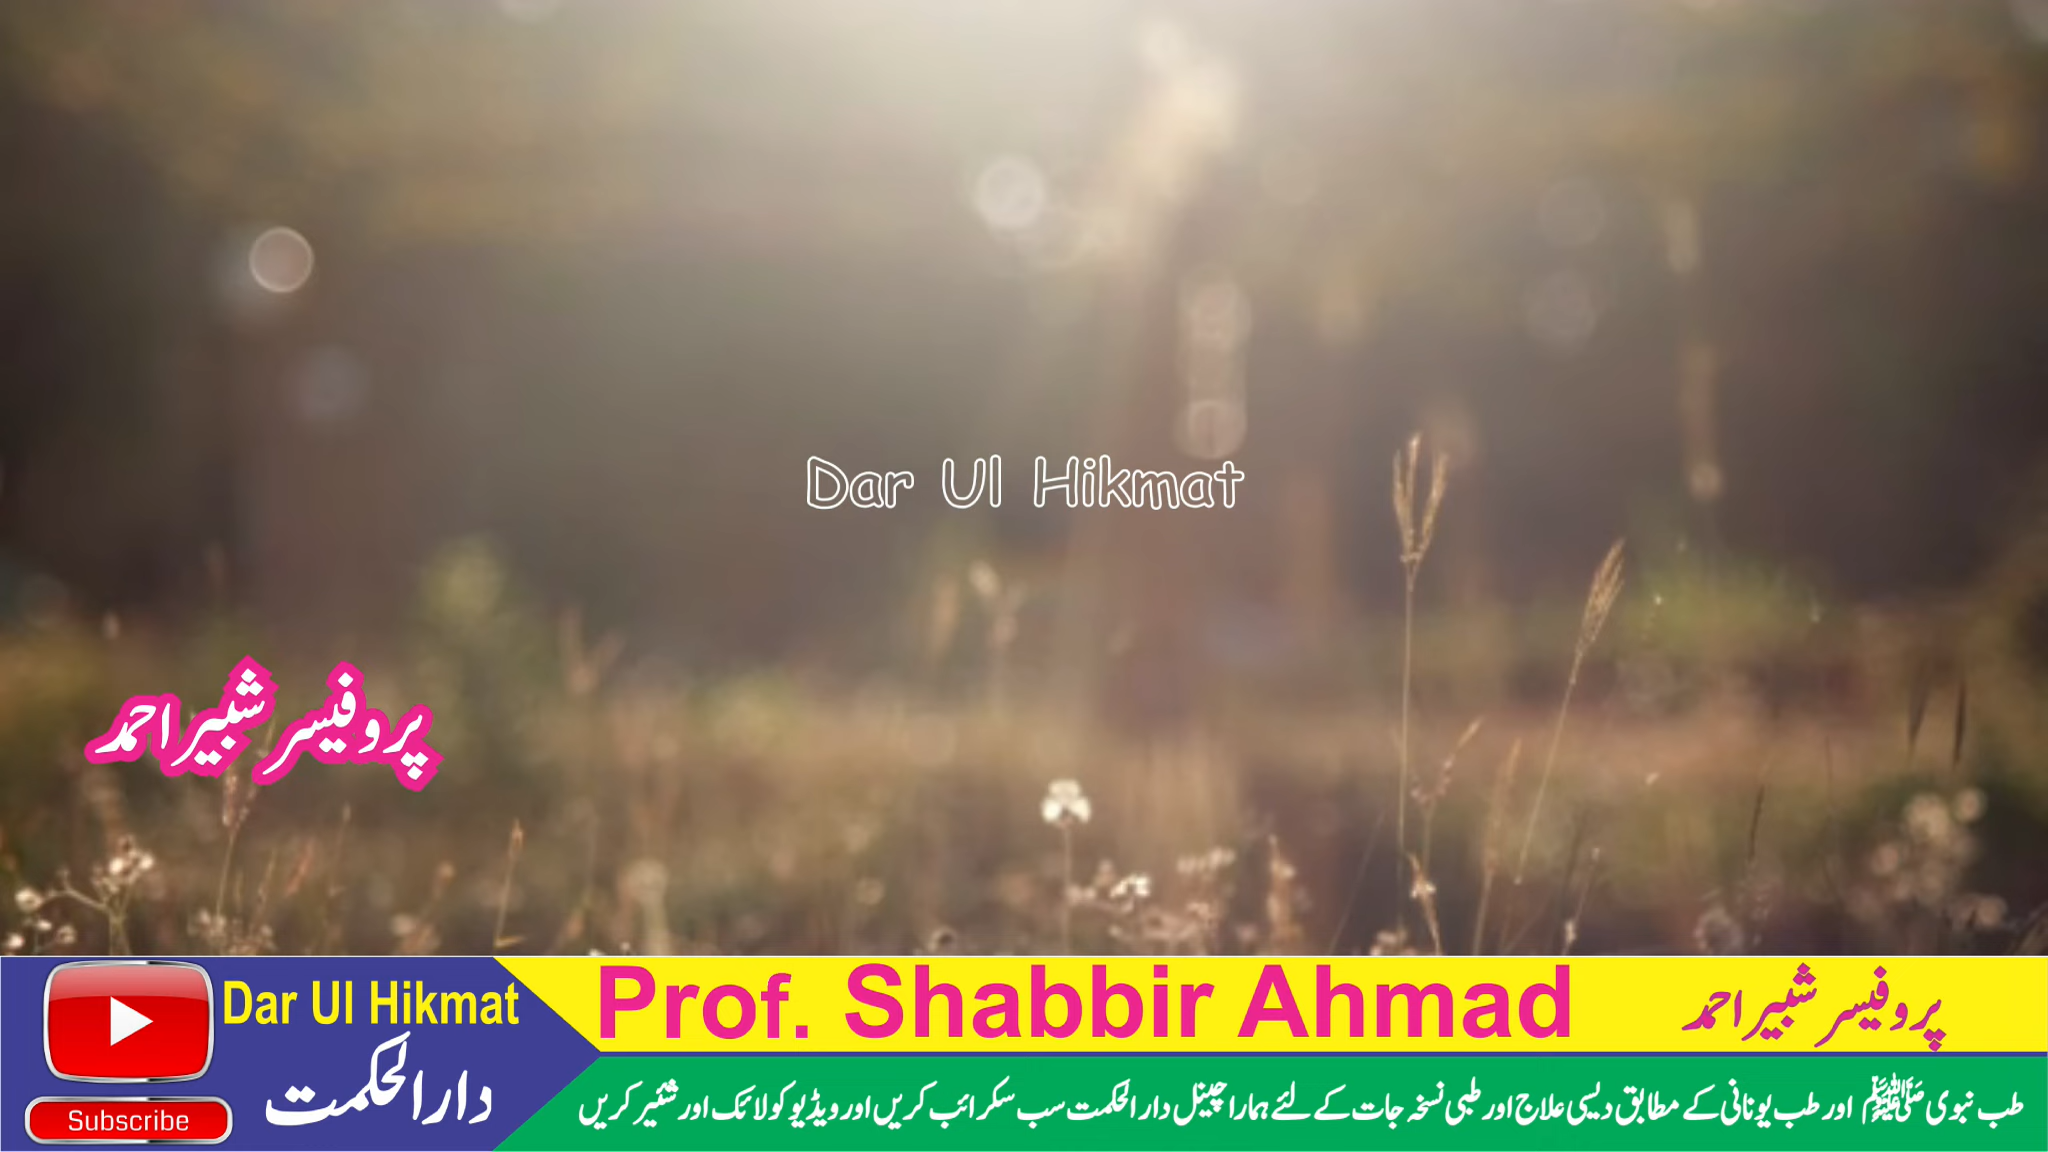 Dar Ul Hikmat
پروفیسر شبیر احمد
Dar Ul Hikmat
دارالحکمت
Subscribe
Prof. Shabbir Ahmad
پروفیسر شبیر احمد
طب نبوی ﷺ اور طب یونانی کے مطابق دیسی علاج اور طبی نسخہ جات کے لئے ہمارا چینل دارالحکمت سب سکرائب کریں اور ویڈیو کو لائک اور شئیر کریں